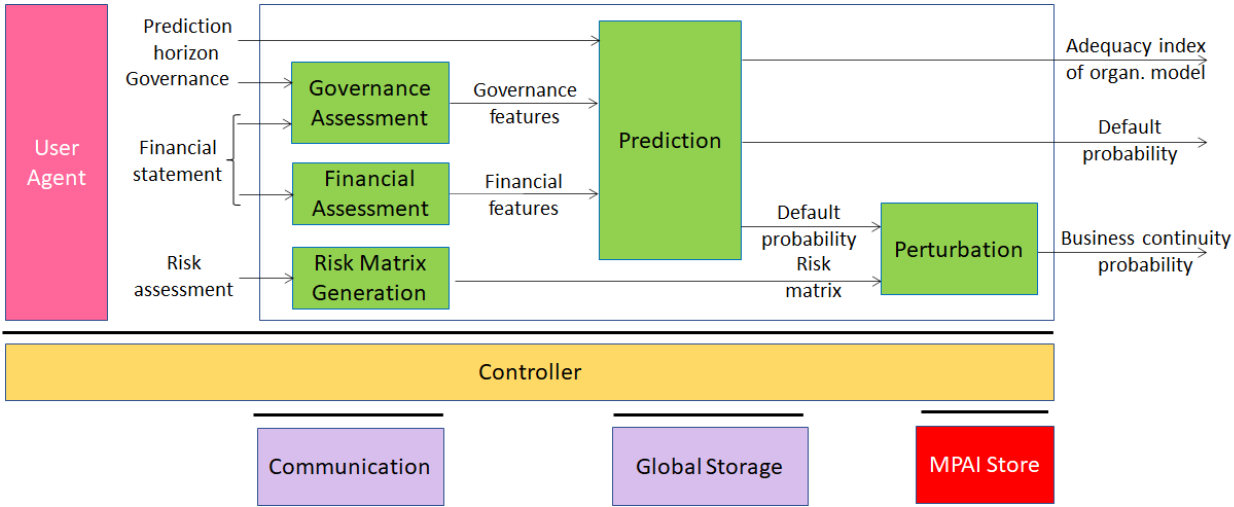 Prediction
horizon
Governance
Financial
statement
Risk
assessment
User
Agent
Governance
Assessment
Financial
Assessment
Risk Matrix
Generation
Governance
features
Financial
features
Prediction
Default
probability
Risk
matrix
Perturbation
Adequacy index
of organ. model
Default
probability
Business continuity
probability
Controller
Communication
Global Storage
MPAI Store